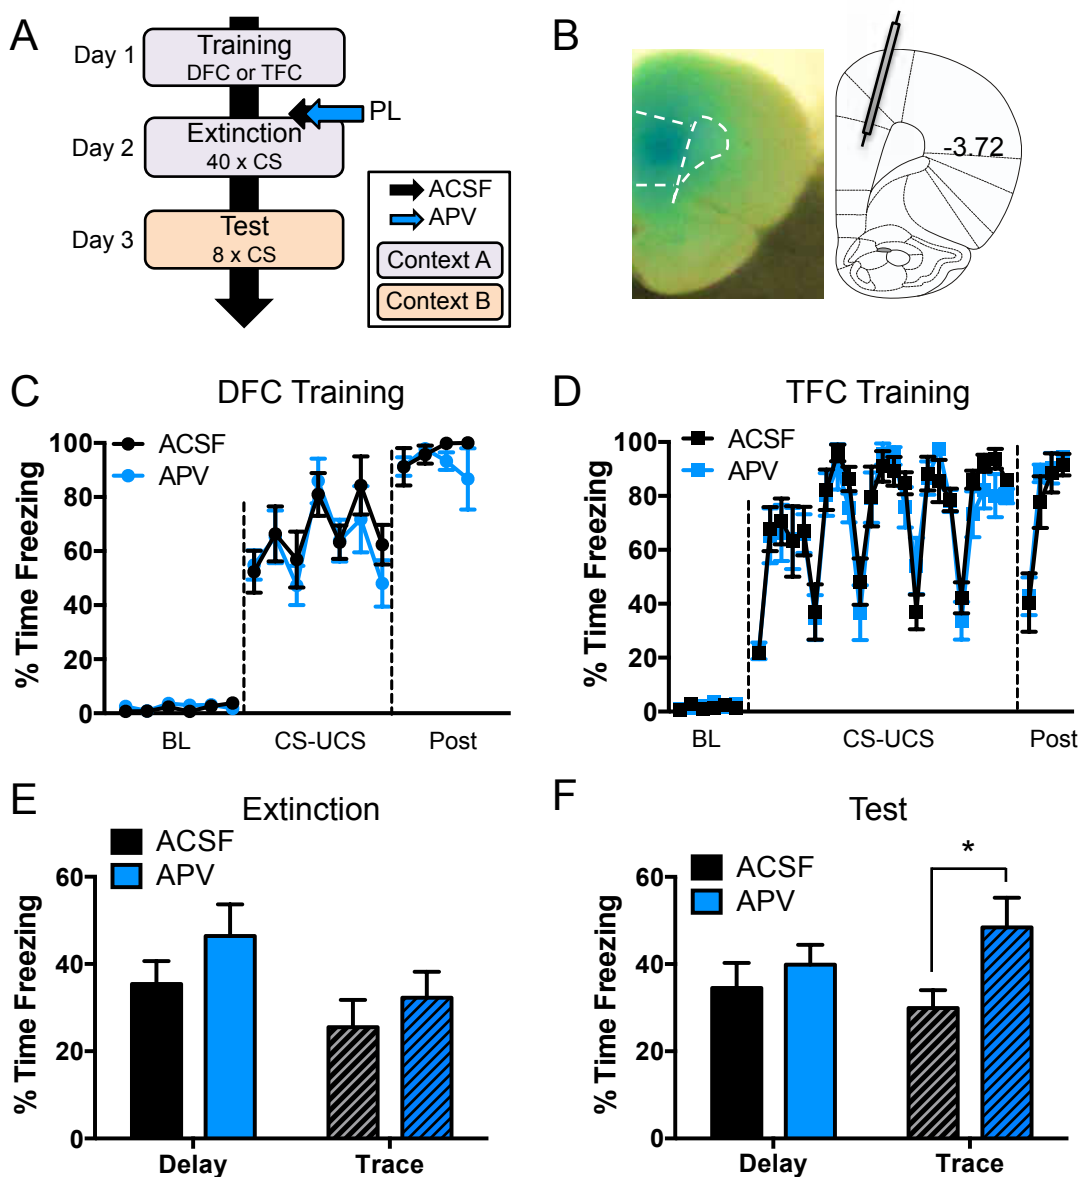 A
Day 1
Training
DFC or TFC
PL
Day 2
Extinction
40 x CS
Day 3
Test
8 x CS
ACSF
APV
Context A
Context B
B
-3.72
C
DFC Training
ACSF
APV
% Time Freezing
100
80
60
40
20
0
BL
CS-UCS
Post
D
TFC Training
ACSF
APV
% Time Freezing
100
80
60
40
20
0
BL
CS-UCS
Post
E
Extinction
ACSF
APV
% Time Freezing
60
40
20
0
Delay
Trace
F
Test
ACSF
APV
*
% Time Freezing
60
40
20
0
Delay
Trace